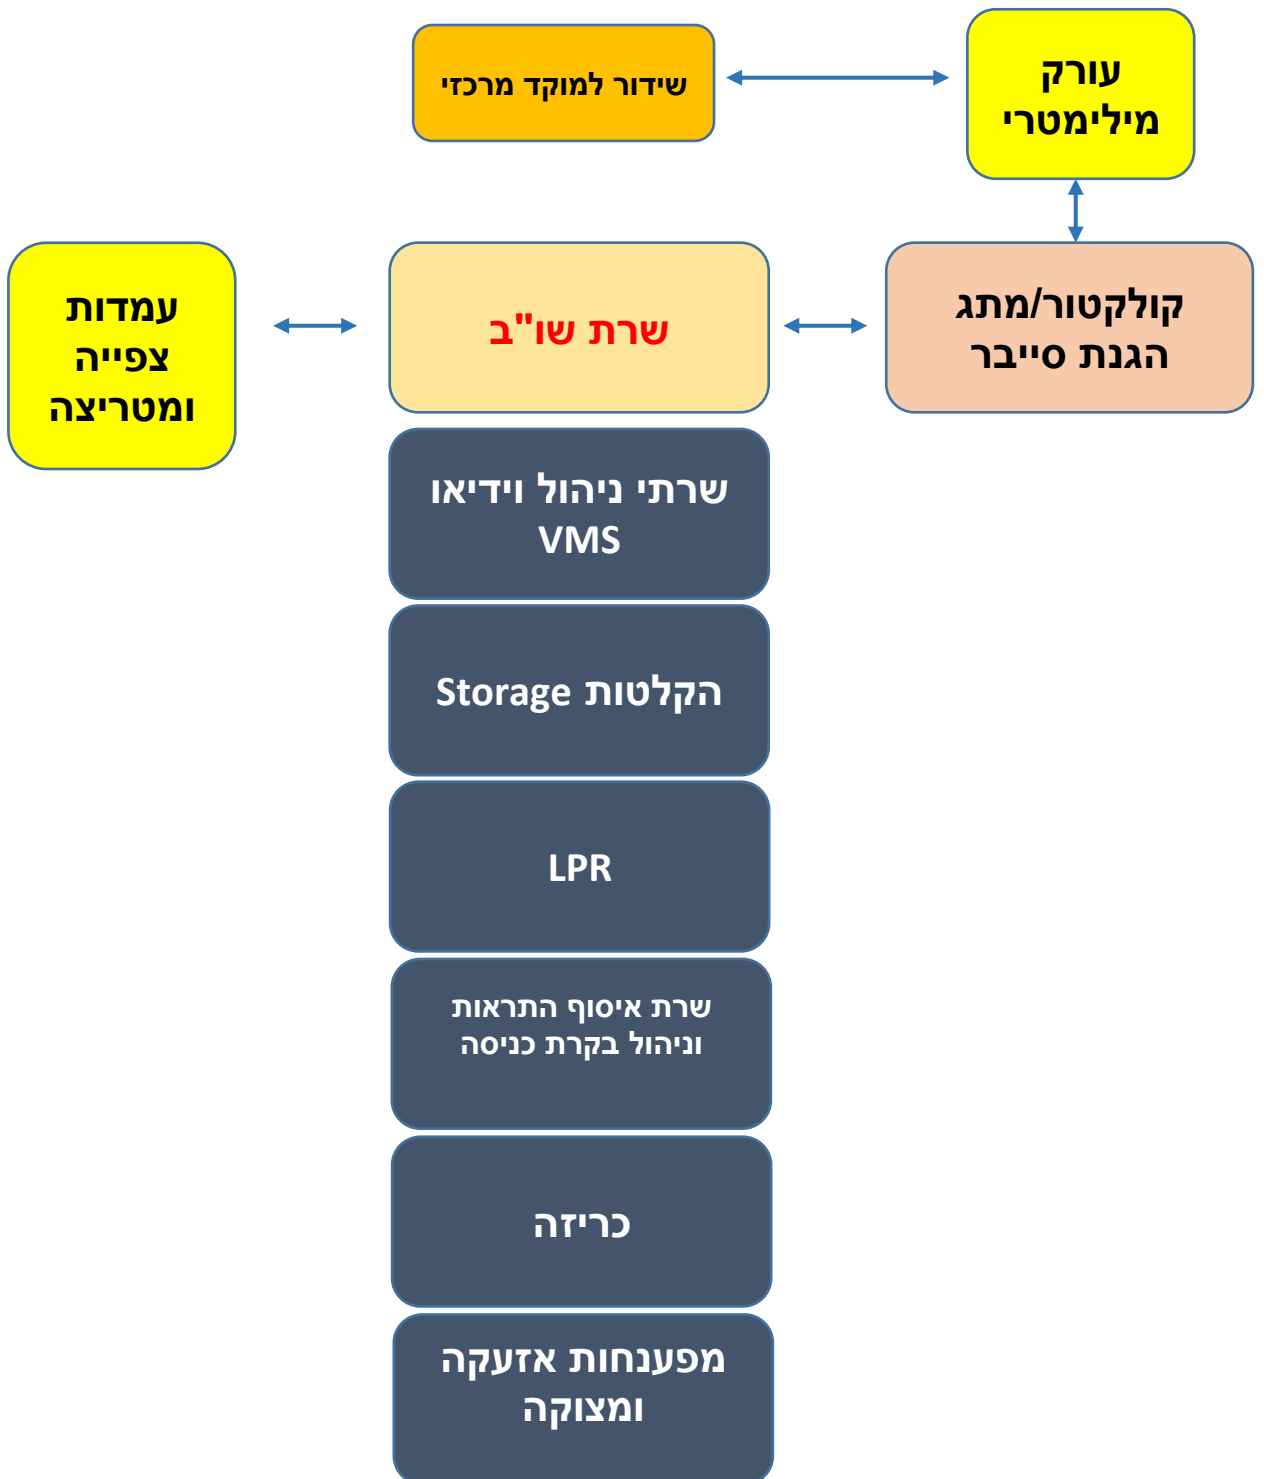 שידור למוקד מרכזי
עורק
מילימטרי
קולקטור/מתג
הגנת סייבר
שרת שו"ב
עמדות
צפייה
ומטריצה
שרתי ניהול וידיאו
VMS
הקלטות Storage
LPR
שרת איסוף התראות
וניהול בקרת כניסה
כריזה
מפענחות אזעקה
ומצוקה